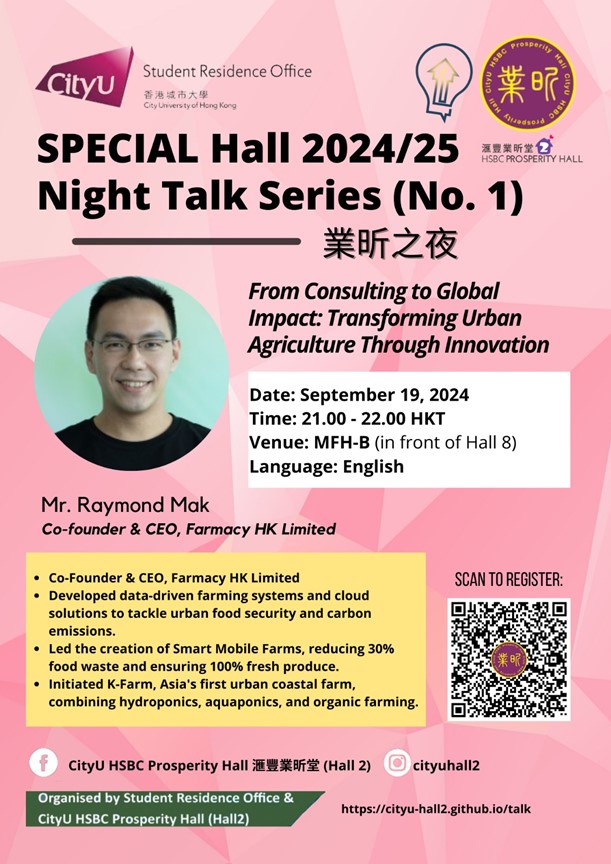 CityU
Student Residence Office
香港城市大學
City University of Hong Kong
CityU HSBC Prosperity Hall CityU HSBC Prosperity Hall
業昕
滙豐業昕堂 2
HSBC PROSPERITY HALL
SPECIAL Hall 2024/25
Night Talk Series (No. 1)
業昕之夜
From Consulting to Global
Impact: Transforming Urban
Agriculture Through Innovation
Date: September 19, 2024
Time: 21.00 - 22.00 HKT
Venue: MFH-B (in front of Hall 8)
Language: English
Mr. Raymond Mak
Co-founder & CEO, Farmacy HK Limited
• Co-Founder & CEO, Farmacy HK Limited
• Developed data-driven farming systems and cloud
solutions to tackle urban food security and carbon
emissions.
• Led the creation of Smart Mobile Farms, reducing 30%
food waste and ensuring 100% fresh produce.
• Initiated K-Farm, Asia's first urban coastal farm,
combining hydroponics, aquaponics, and organic farming.
SCAN TO REGISTER:
業昕
CityU HSBC Prosperity Hall 滙豐業昕堂 (Hall 2)
cityuhall2
Organised by Student Residence Office &
CityU HSBC Prosperity Hall (Hall2)
https://cityu-hall2.github.io/talk